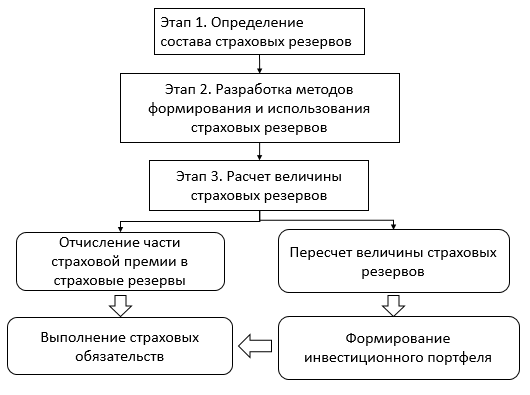 Этап 1. Определение
состава страховых резервов
Этап 2. Разработка методов
формирования и использования
страховых резервов
Этап 3. Расчет величины
страховых резервов
Отчисление части
страховой премии в
страховые резервы
Пересчет величины страховых
резервов
Выполнение страховых
обязательств
Формирование
инвестиционного портфеля